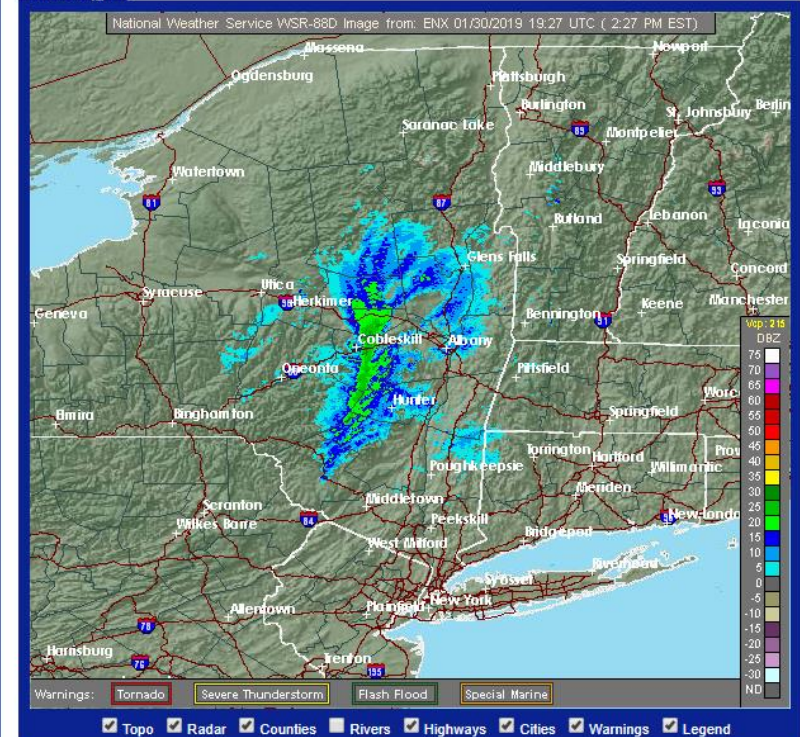 National Weather Service WSR-88D Image from: ENX 01/30/2019 19:27 UTC ( 2:27 PM EST)
Massena
Newport
Ogdensburg
Plattsburgh
Burlington
Berlin
St. Johnsbury
Saranac Lake
89
Montpelier
Watertown
Middlebury
93
81
87
Rutland
Lebanon
Laconia
Glens Falls
Springfield
Concord
Utica
Syracuse
Herkimer
Keene
Manchester
Geneva
Bennington
91
Vcp: 215
DBZ
Cobleskill
Albany
75
Oneonta
Pittsfield
70
65
Hunter
Worc
60
Elmira
Binghamton
Springfield
55
50
Torrington
Hartford
Prov
45
Poughkeepsie
Willimantic
40
Meriden
35
Scranton
Middletown
30
84
New London
25
Wilkes Barre
Peekskill
20
West Milford
Bridgeport
15
10
Riverhead
5
Syosset
0
Allentown
Plainfield
New York
-5
78
-10
-15
Harrisburg
76
Trenton
-20
195
-25
-30
Warnings:
Tornado
Severe Thunderstorm
Flash Flood
Special Marine
ND
Topo
Radar
Counties
Rivers
Highways
Cities
Warnings
Legend